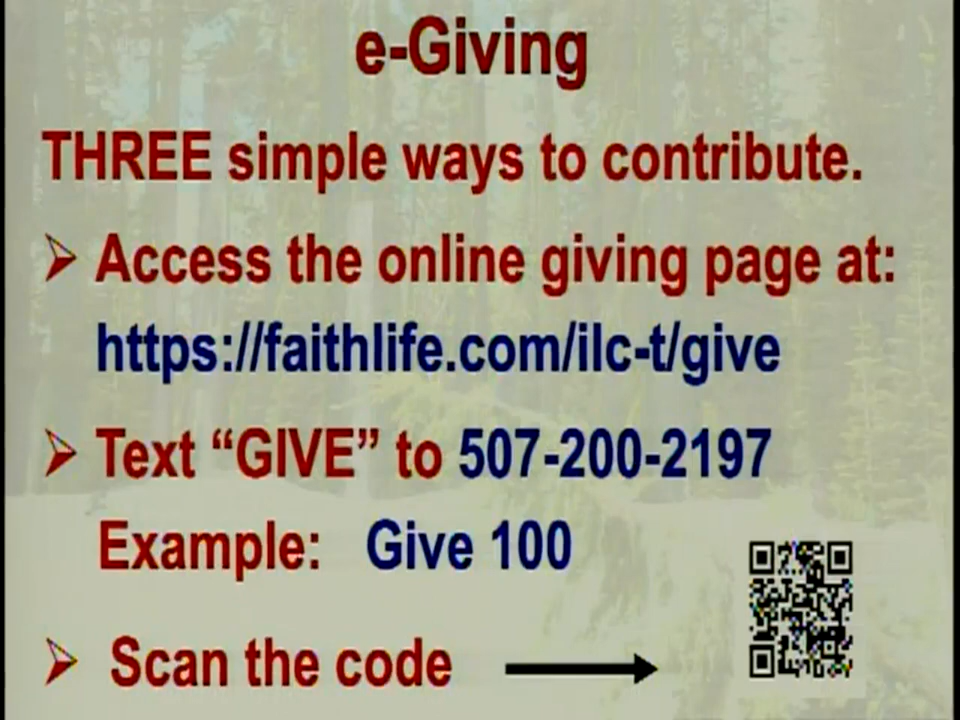 e-Giving
THREE simple ways to contribute.
Access the online giving page at:
https://faithlife.com/ilc-t/give
Text “GIVE” to 507-200-2197
Example: Give 100
Scan the code